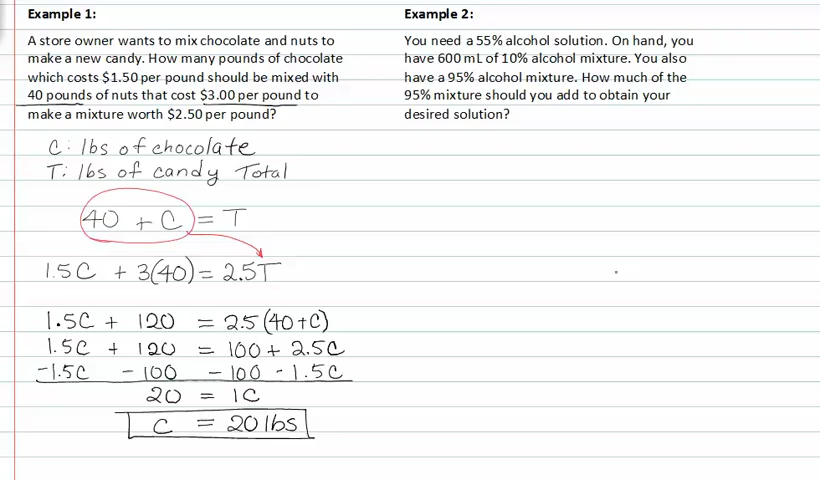 Example 1:
A store owner wants to mix chocolate and nuts to
make a new candy. How many pounds of chocolate
which costs $1.50 per pound should be mixed with
40 pounds of nuts that cost $3.00 per pound to
make a mixture worth $2.50 per pound?
C: lbs of chocolate
T: lbs of candy Total
40 + C = T
1.5C + 3(40) = 2.5T
1.5C + 120 = 2.5(40+C)
1.5C + 120 = 100 + 2.5C
-1.5C - 100 - 100 - 1.5C
20 = 1C
C = 20 lbs
Example 2:
You need a 55% alcohol solution. On hand, you
have 600 mL of 10% alcohol mixture. You also
have a 95% alcohol mixture. How much of the
95% mixture should you add to obtain your
desired solution?